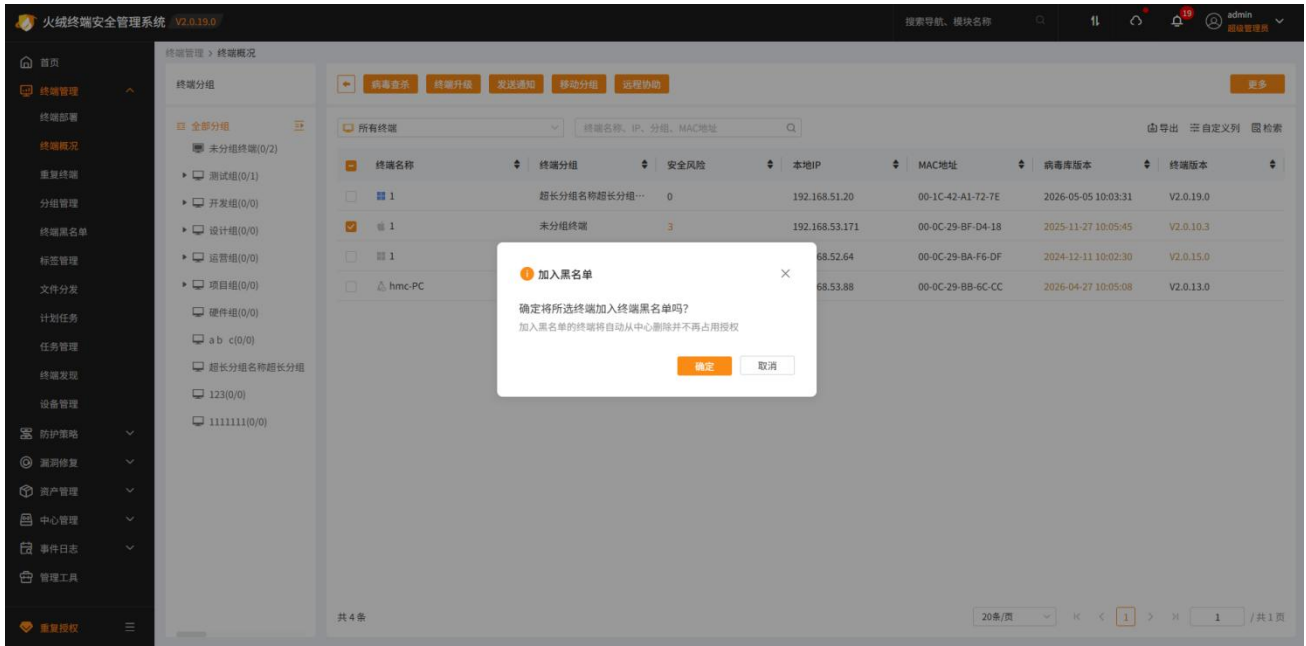 火绒终端安全管理系统 V2.0.19.0
搜索导航、模块名称
19
admin
超级管理员
首页
终端管理
终端部署
终端概况
重复终端
分组管理
终端黑名单
标签管理
文件分发
计划任务
任务管理
终端发现
设备管理
防护策略
漏洞修复
资产管理
中心管理
事件日志
管理工具
重复授权
终端管理 > 终端概况
终端分组
全部分组
未分组终端(0/2)
测试组(0/1)
开发组(0/0)
设计组(0/0)
运营组(0/0)
项目组(0/0)
硬件组(0/0)
a b c(0/0)
超长分组名称超长分组
123(0/0)
1111111(0/0)
病毒查杀 终端升级 发送通知 移动分组 远程协助 更多
所有终端 终端名称、IP、分组、MAC地址 导出 自定义列 检索
终端名称 终端分组 安全风险 本地IP MAC地址 病毒库版本 终端版本
1 超长分组名称超长分组… 0 192.168.51.20 00-1C-42-A1-72-7E 2026-05-05 10:03:31 V2.0.19.0
1 未分组终端 3 192.168.53.171 00-0C-29-BF-D4-18 2025-11-27 10:05:45 V2.0.10.3
1 68.52.64 00-0C-29-BA-F6-DF 2024-12-11 10:02:30 V2.0.15.0
hmc-PC 68.53.88 00-0C-29-BB-6C-CC 2026-04-27 10:05:08 V2.0.13.0
加入黑名单
确定将所选终端加入终端黑名单吗?
加入黑名单的终端将自动从中心删除并不再占用授权
确定 取消
共 4 条 20条/页 1 1 / 共 1 页